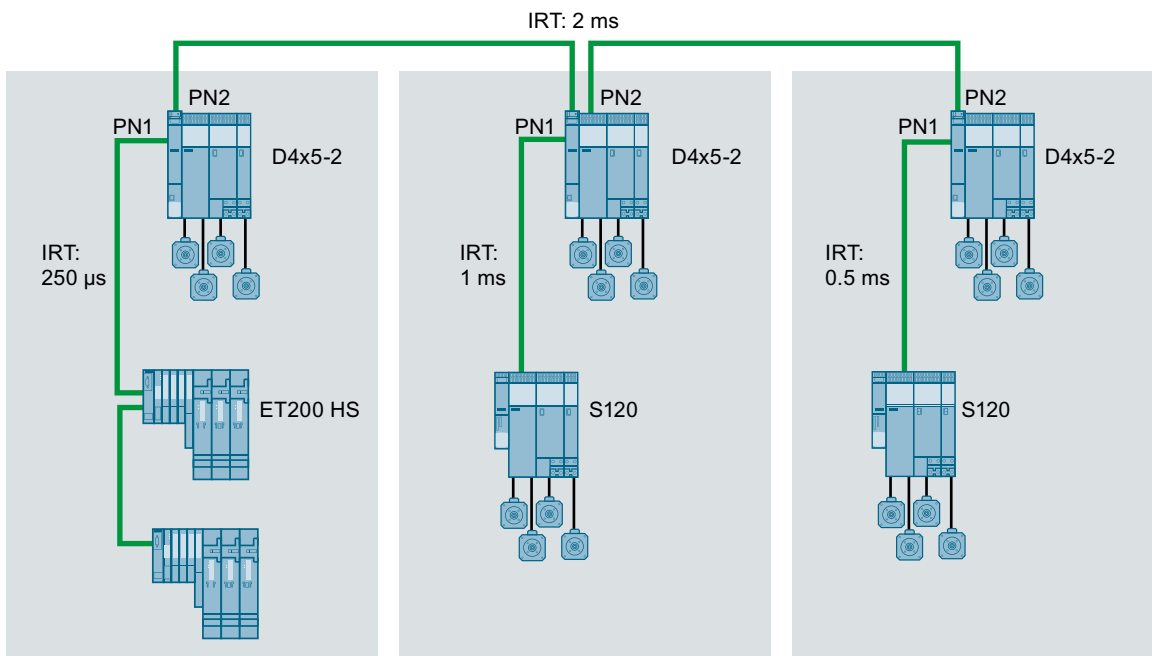 IRT: 2 ms
PN2
PN1
D4x5-2
IRT:
250 µs
ET200 HS
PN2
PN1
D4x5-2
IRT:
1 ms
S120
PN2
PN1
D4x5-2
IRT:
0.5 ms
S120